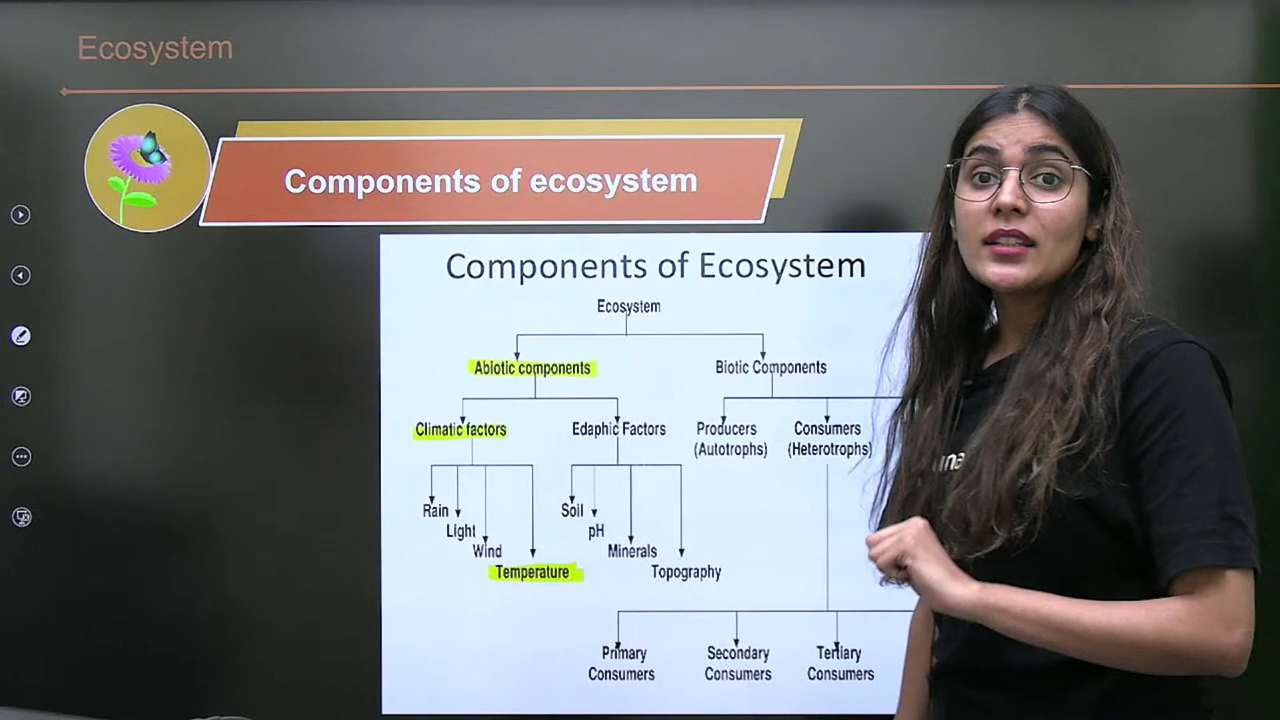 Ecosystem
Components of ecosystem
Components of Ecosystem
Ecosystem
Abiotic components
Biotic Components
Climatic factors
Edaphic Factors
Producers
(Autotrophs)
Consumers
(Heterotrophs)
Rain
Light
Wind
Temperature
Soil
pH
Minerals
Topography
Primary
Consumers
Secondary
Consumers
Tertiary
Consumers